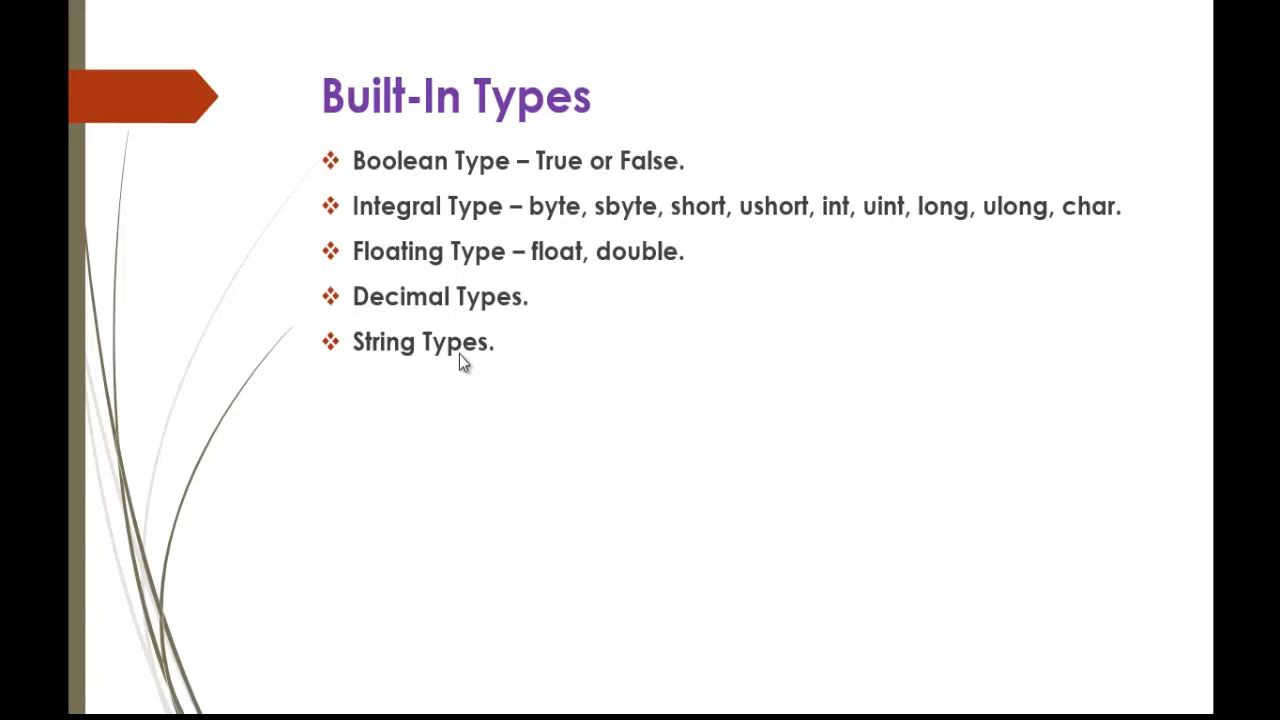 Built-In Types
Boolean Type – True or False.
Integral Type – byte, sbyte, short, ushort, int, uint, long, ulong, char.
Floating Type – float, double.
Decimal Types.
String Types.